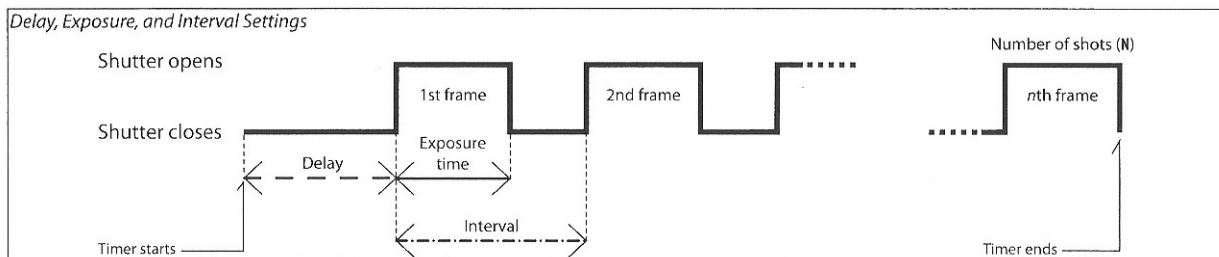 Delay, Exposure, and Interval Settings
Number of shots (N)
Shutter opens
1st frame
2nd frame
nth frame
Shutter closes
Exposure
time
Delay
Interval
Timer starts
Timer ends